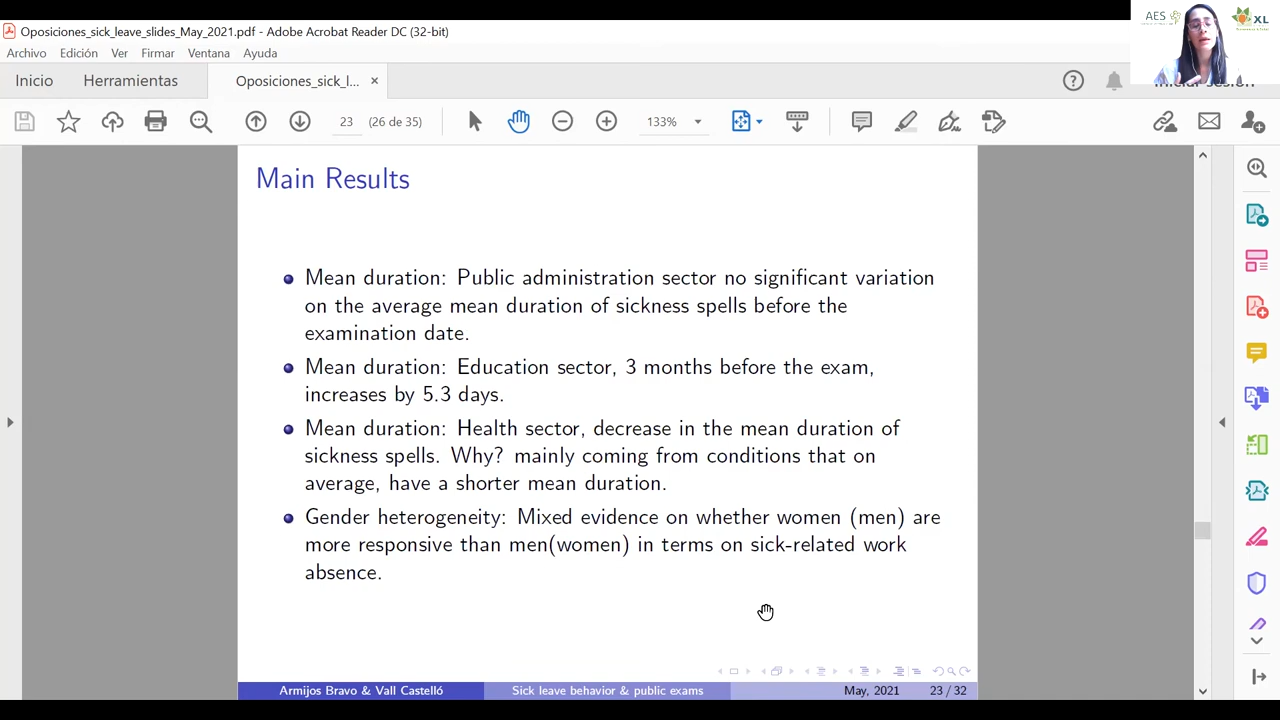 Oposiciones_sick_leave_slides_May_2021.pdf - Adobe Acrobat Reader DC (32-bit)
Archivo Edición Ver Firmar Ventana Ayuda
Inicio Herramientas Oposiciones_sick_l... ×
23 (26 de 35) 133%
AES XL
Main Results
Mean duration: Public administration sector no significant variation
on the average mean duration of sickness spells before the
examination date.
Mean duration: Education sector, 3 months before the exam,
increases by 5.3 days.
Mean duration: Health sector, decrease in the mean duration of
sickness spells. Why? mainly coming from conditions that on
average, have a shorter mean duration.
Gender heterogeneity: Mixed evidence on whether women (men) are
more responsive than men(women) in terms on sick-related work
absence.
Armijos Bravo & Vall Castelló Sick leave behavior & public exams May, 2021 23 / 32